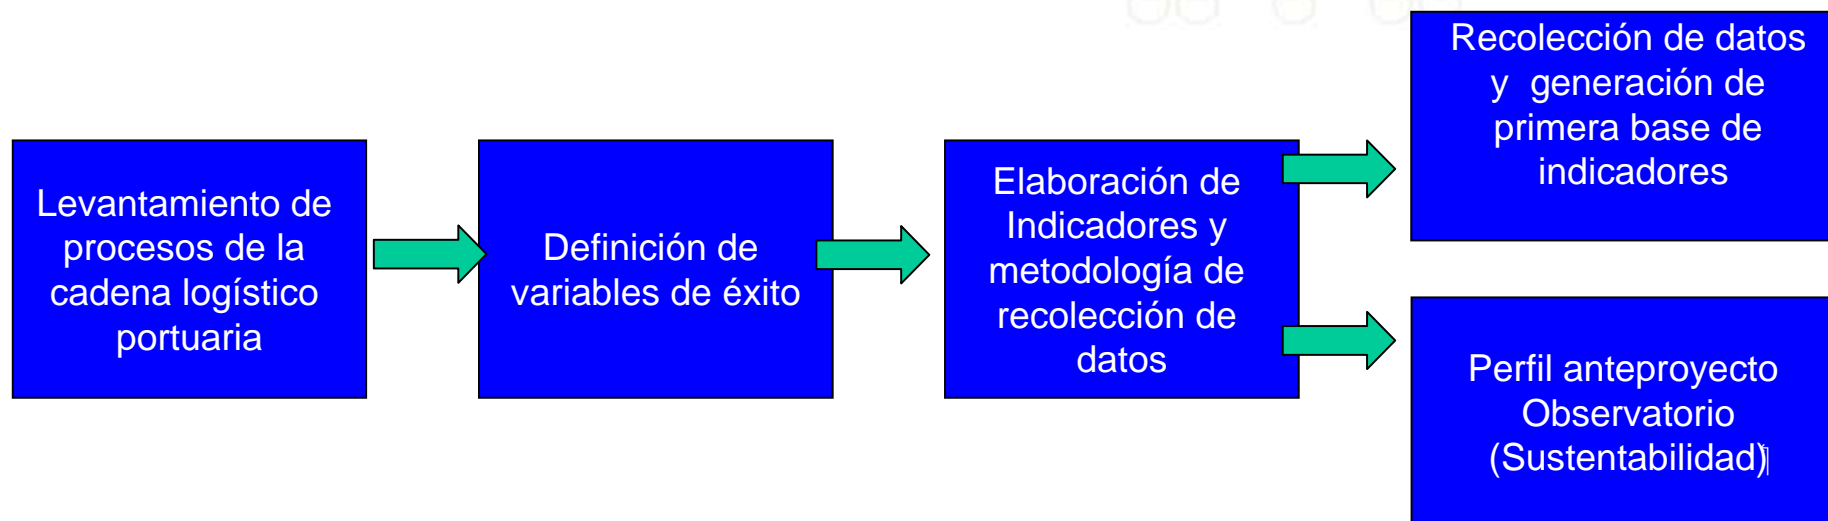 Levantamiento de
procesos de la
cadena logístico
portuaria
Definición de
variables de éxito
Elaboración de
Indicadores y
metodología de
recolección de
datos
Recolección de datos
y generación de
primera base de
indicadores
Perfil anteproyecto
Observatorio
(Sustentabilidad)